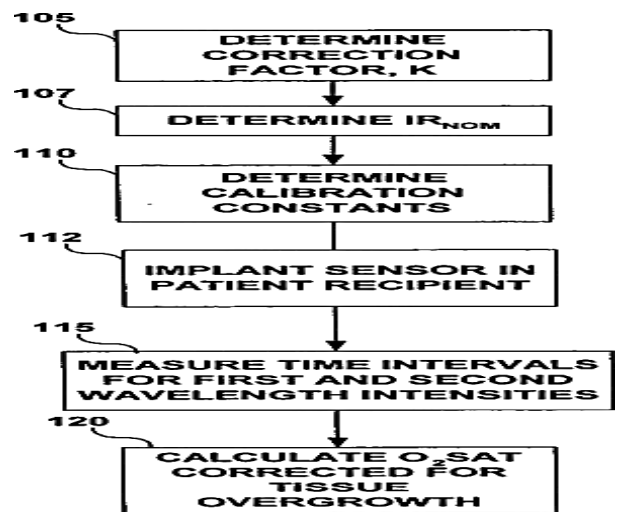 105
DETERMINE
CORRECTION
FACTOR, K
107
DETERMINE IRNOM
110
DETERMINE
CALIBRATION
CONSTANTS
112
IMPLANT SENSOR IN
PATIENT RECIPIENT
115
MEASURE TIME INTERVALS
FOR FIRST AND SECOND
WAVELENGTH INTENSITIES
120
CALCULATE O2SAT
CORRECTED FOR
TISSUE
OVERGROWTH